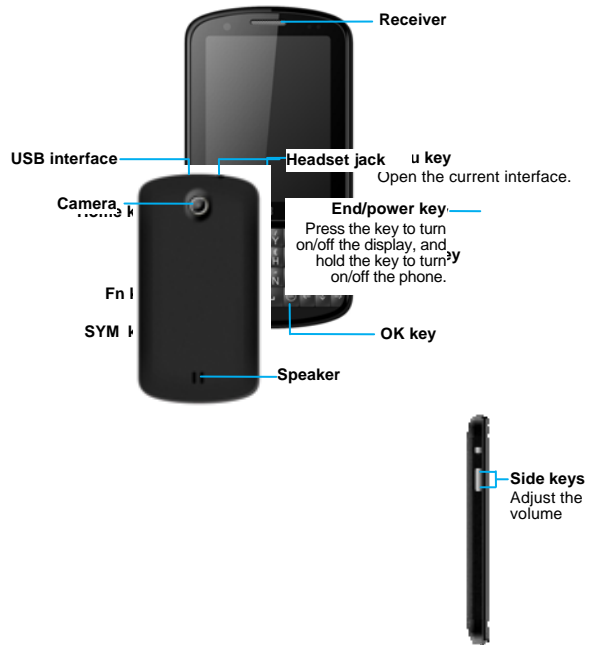 Receiver
USB interface
Headset jack
u key
Open the current interface.
Camera
End/power key
Press the key to turn
on/off the display, and
hold the key to turn
on/off the phone.
Fn
SYM
OK key
Speaker
Side keys
Adjust the
volume